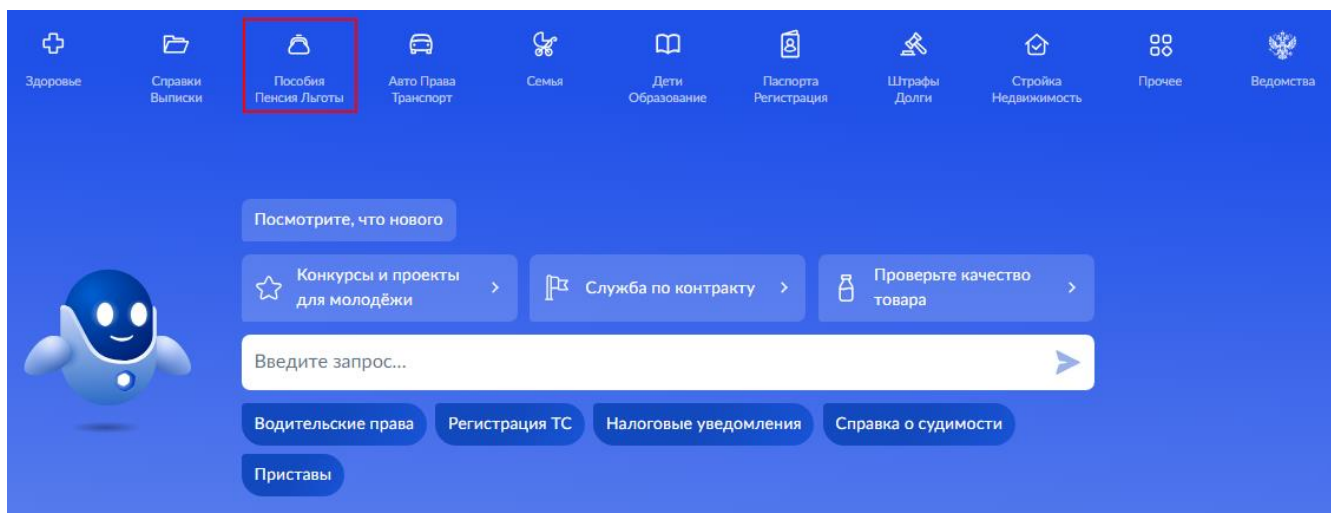 Здоровье
Справки
Выписки
Пособия
Пенсия Льготы
Авто Права
Транспорт
Семья
Дети
Образование
Паспорта
Регистрация
Штрафы
Долги
Стройка
Недвижимость
Прочее
Ведомства
Посмотрите, что нового
Конкурсы и проекты
для молодёжи
Служба по контракту
Проверьте качество
товара
Введите запрос...
Водительские права
Регистрация ТС
Налоговые уведомления
Справка о судимости
Приставы